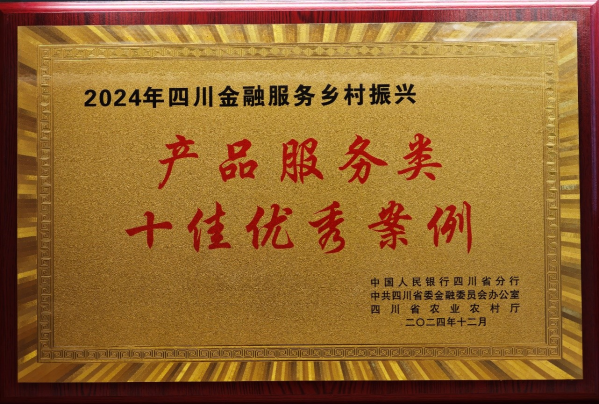 2024年四川金融服务乡村振兴
产品服务类
十佳优秀案例
中国人民银行四川省分行
中共四川省委金融委员会办公室
四川省农业农村厅
二〇二四年十二月